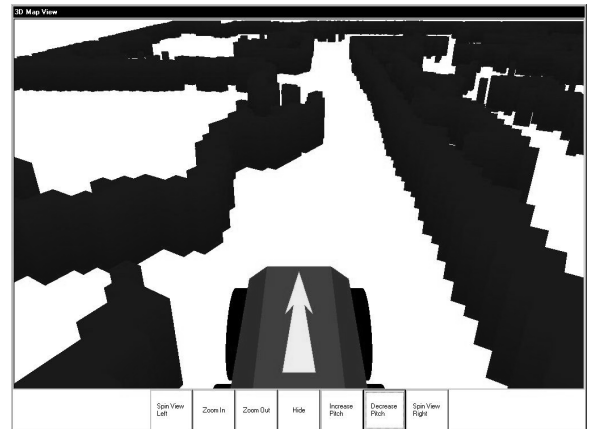 3D Map View
Spin View
Left
Zoom In
Zoom Out
Hide
Increase
Pitch
Decrease
Pitch
Spin View
Right